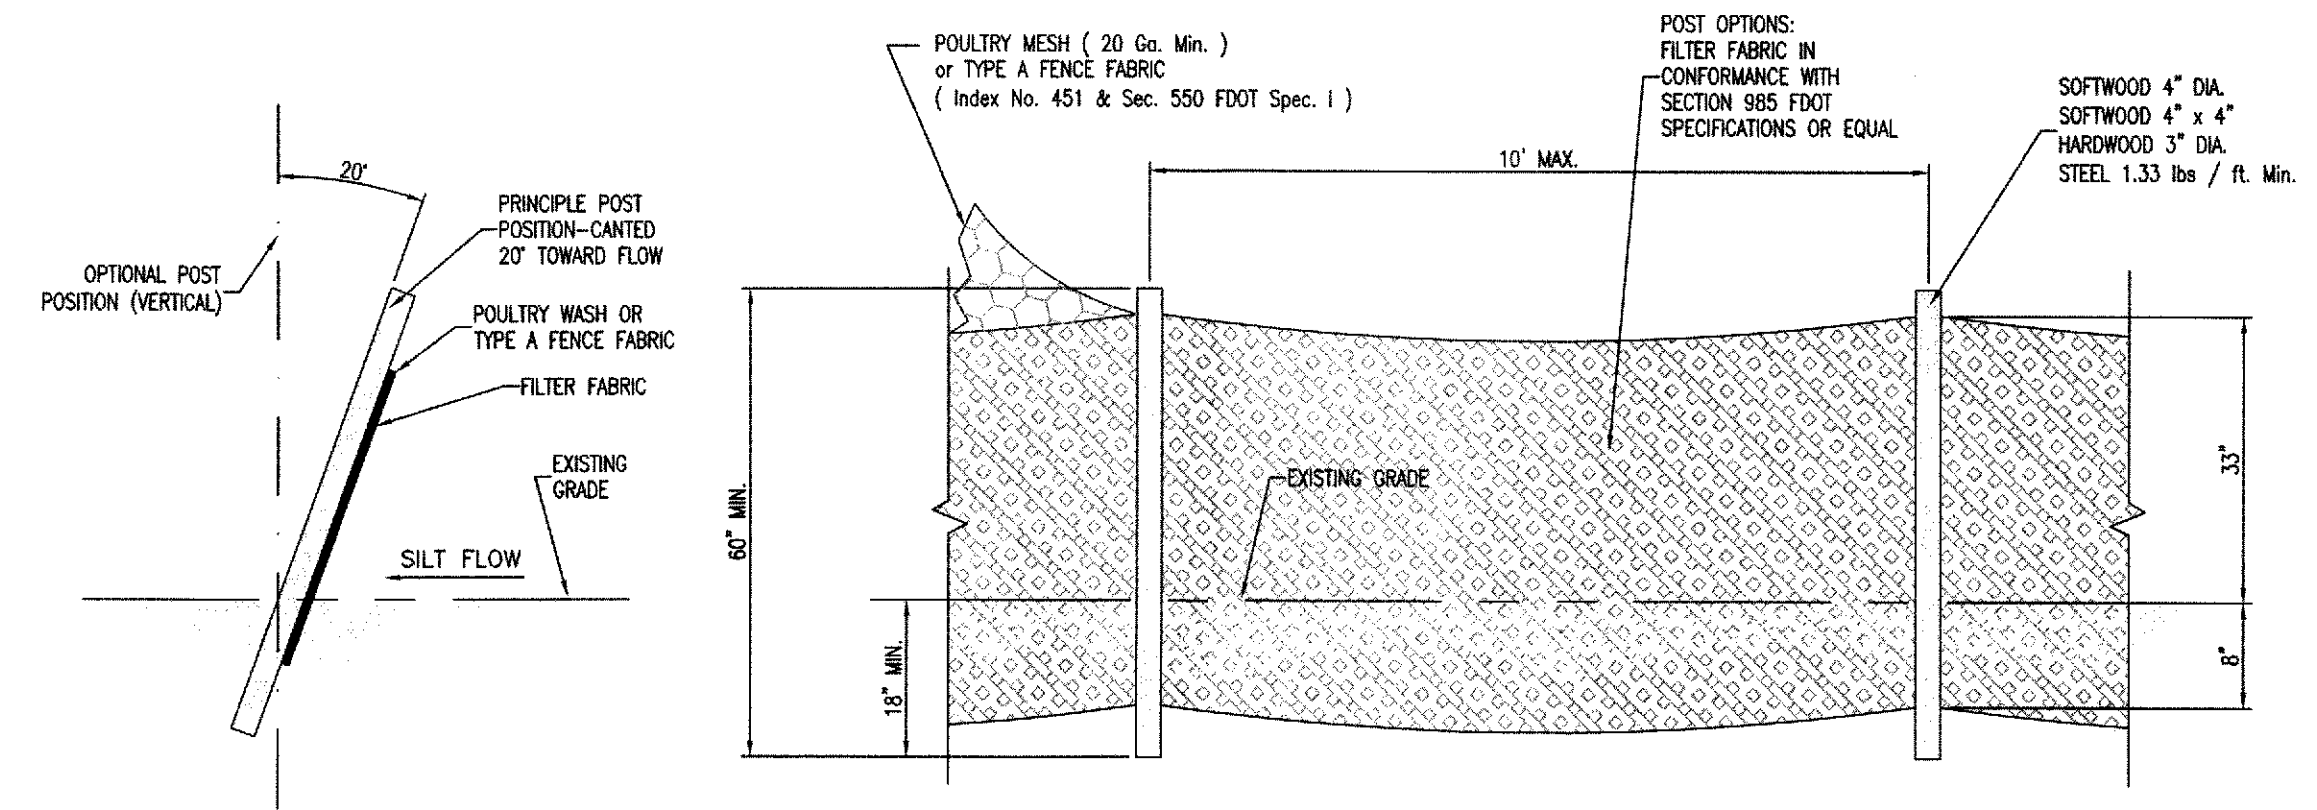 20°
PRINCIPLE POST
POSITION-CANTED
20° TOWARD FLOW
OPTIONAL POST
POSITION (VERTICAL)
POULTRY WASH OR
TYPE A FENCE FABRIC
FILTER FABRIC
EXISTING
GRADE
SILT FLOW
POULTRY MESH ( 20 Ga. Min. )
or TYPE A FENCE FABRIC
( Index No. 451 & Sec. 550 FDOT Spec. I )
POST OPTIONS:
FILTER FABRIC IN
CONFORMANCE WITH
SECTION 985 FDOT
SPECIFICATIONS OR EQUAL
SOFTWOOD 4" DIA.
SOFTWOOD 4" x 4"
HARDWOOD 3" DIA.
STEEL 1.33 lbs / ft. Min.
10' MAX.
EXISTING GRADE
60" MIN.
18" MIN.
33"
8"